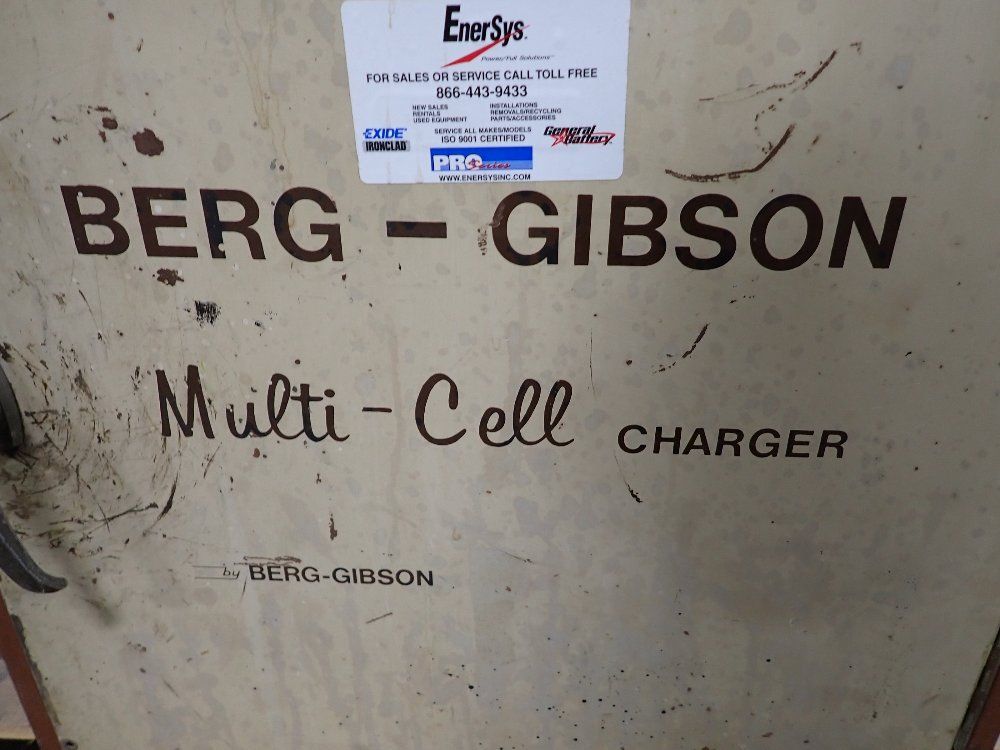 EnerSys
Power/Full Solutions
FOR SALES OR SERVICE CALL TOLL FREE
866-443-9433
NEW SALES INSTALLATIONS
RENTALS REMOVALS/RECYCLING
USED EQUIPMENT PARTS/ACCESSORIES
EXIDE IRONCLAD
SERVICE ALL MAKES/MODELS
ISO 9001 CERTIFIED
General Battery
PRO Series
WWW.ENERSYSINC.COM
BERG - GIBSON
Multi-Cell CHARGER
by BERG-GIBSON